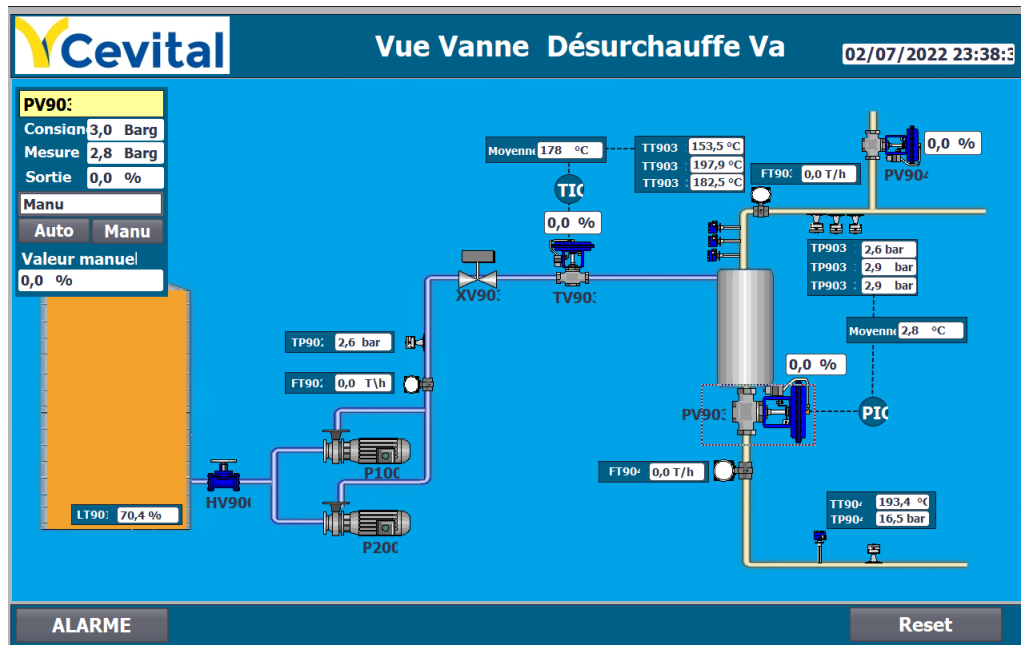 Cevital
Vue Vanne Désurchauffe Va
02/07/2022 23:38:
PV90
Consign 3,0 Barg
Mesure 2,8 Barg
Sortie 0,0 %
Manu
Auto Manu
Valeur manuel
0,0 %
Moyenne 178 °C
TIC
0,0 %
TT903 153,5 °C
TT903 197,9 °C
TT903 182,5 °C
FT90 0,0 T/h
0,0 %
PV90
XV90
TV90
TP903 2,6 bar
TP903 2,9 bar
TP903 2,9 bar
TP90 2,6 bar
FT90 0,0 T\h
Moyenne 2,8 °C
0,0 %
PV90
PIC
P100
P200
HV90
LT90 70,4 %
FT90 0,0 T/h
TT90 193,4 °C
TP90 16,5 bar
ALARME
Reset